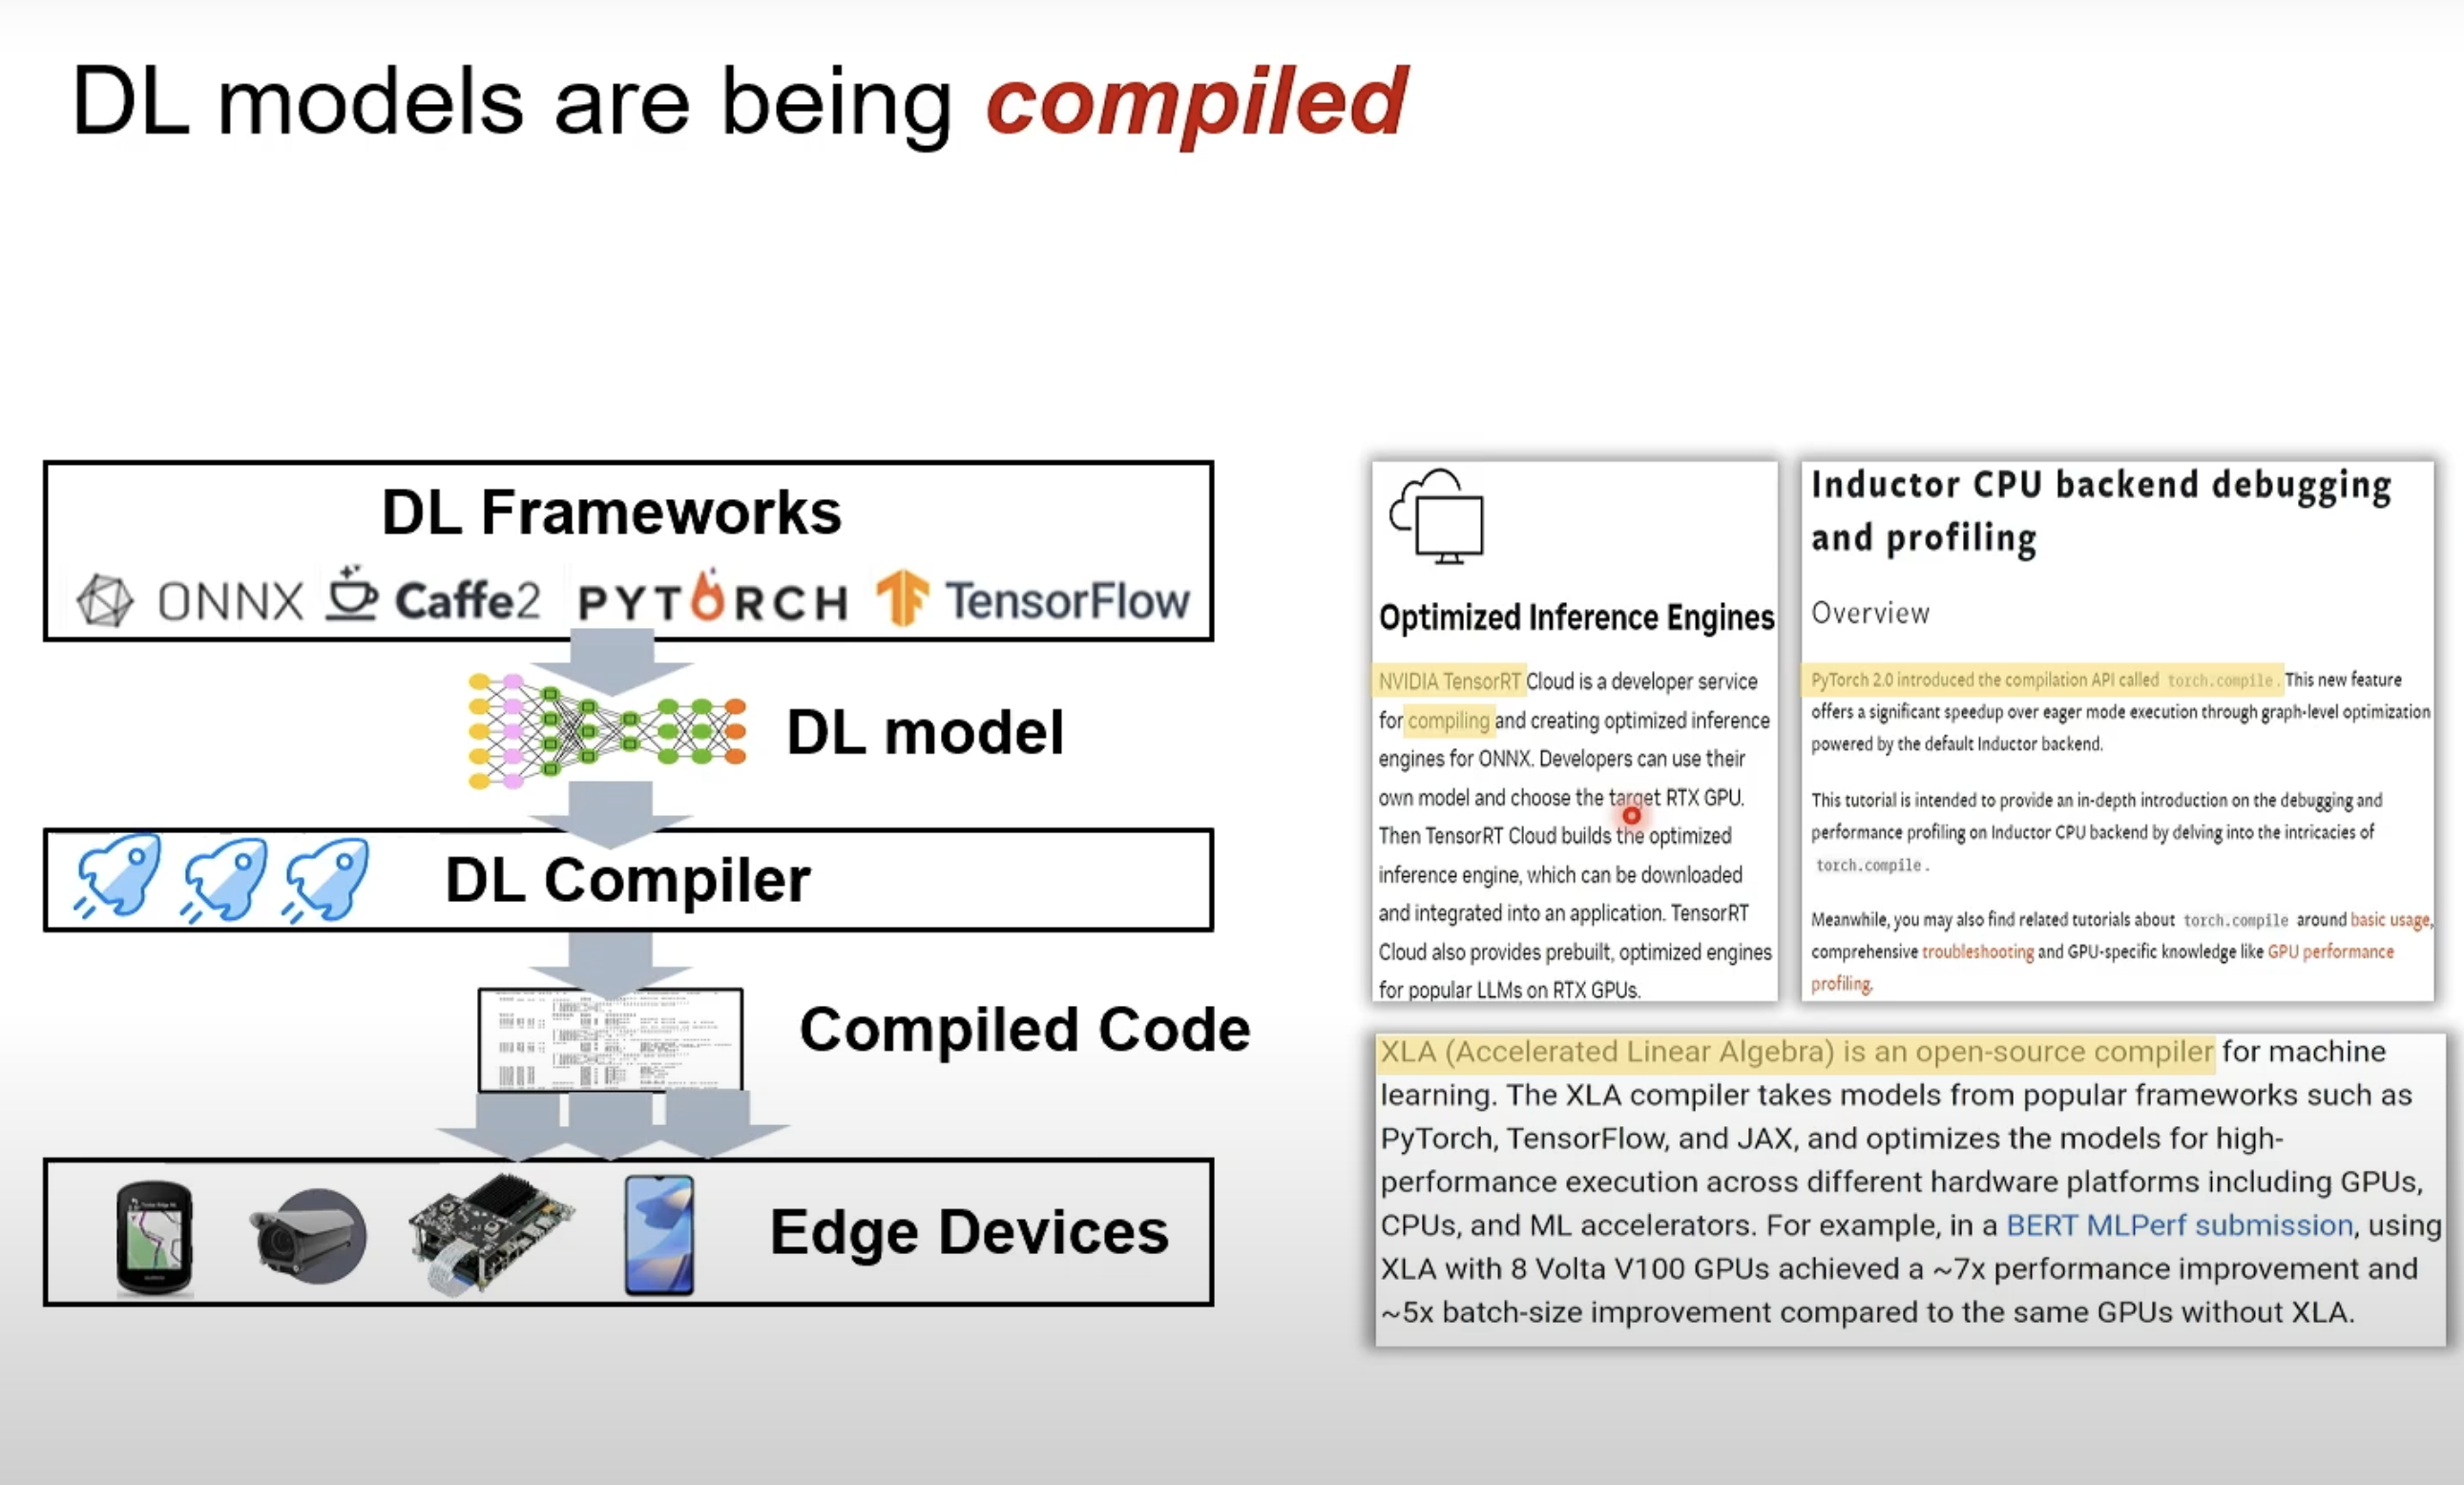 DL models are being compiled
DL Frameworks
ONNX Caffe2 PYTORCH TensorFlow
DL model
DL Compiler
Compiled Code
Edge Devices
Optimized Inference Engines
NVIDIA TensorRT Cloud is a developer service
for compiling and creating optimized inference
engines for ONNX. Developers can use their
own model and choose the target RTX GPU.
Then TensorRT Cloud builds the optimized
inference engine, which can be downloaded
and integrated into an application. TensorRT
Cloud also provides prebuilt, optimized engines
for popular LLMs on RTX GPUs.
Inductor CPU backend debugging
and profiling
Overview
PyTorch 2.0 introduced the compilation API called torch.compile. This new feature
offers a significant speedup over eager mode execution through graph-level optimization
powered by the default Inductor backend.
This tutorial is intended to provide an in-depth introduction on the debugging and
performance profiling on Inductor CPU backend by delving into the intricacies of
torch.compile.
Meanwhile, you may also find related tutorials about torch.compile around basic usage,
comprehensive troubleshooting and GPU-specific knowledge like GPU performance
profiling.
XLA (Accelerated Linear Algebra) is an open-source compiler for machine
learning. The XLA compiler takes models from popular frameworks such as
PyTorch, TensorFlow, and JAX, and optimizes the models for high-
performance execution across different hardware platforms including GPUs,
CPUs, and ML accelerators. For example, in a BERT MLPerf submission, using
XLA with 8 Volta V100 GPUs achieved a ~7x performance improvement and
~5x batch-size improvement compared to the same GPUs without XLA.